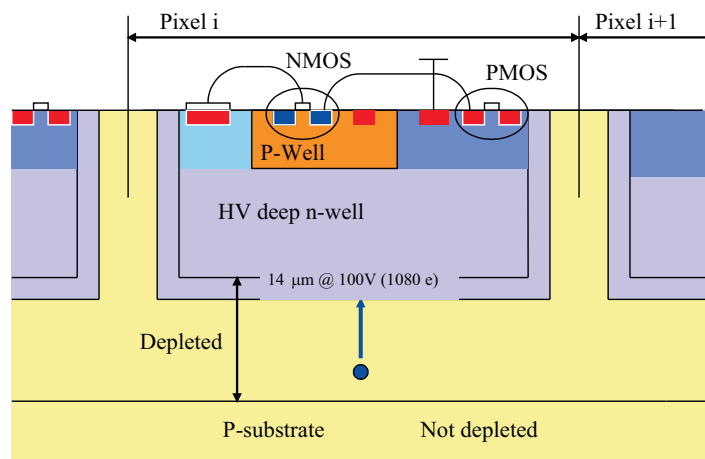 Pixel i
Pixel i+1
NMOS
PMOS
P-Well
HV deep n-well
14 μm @ 100V (1080 e)
Depleted
P-substrate
Not depleted